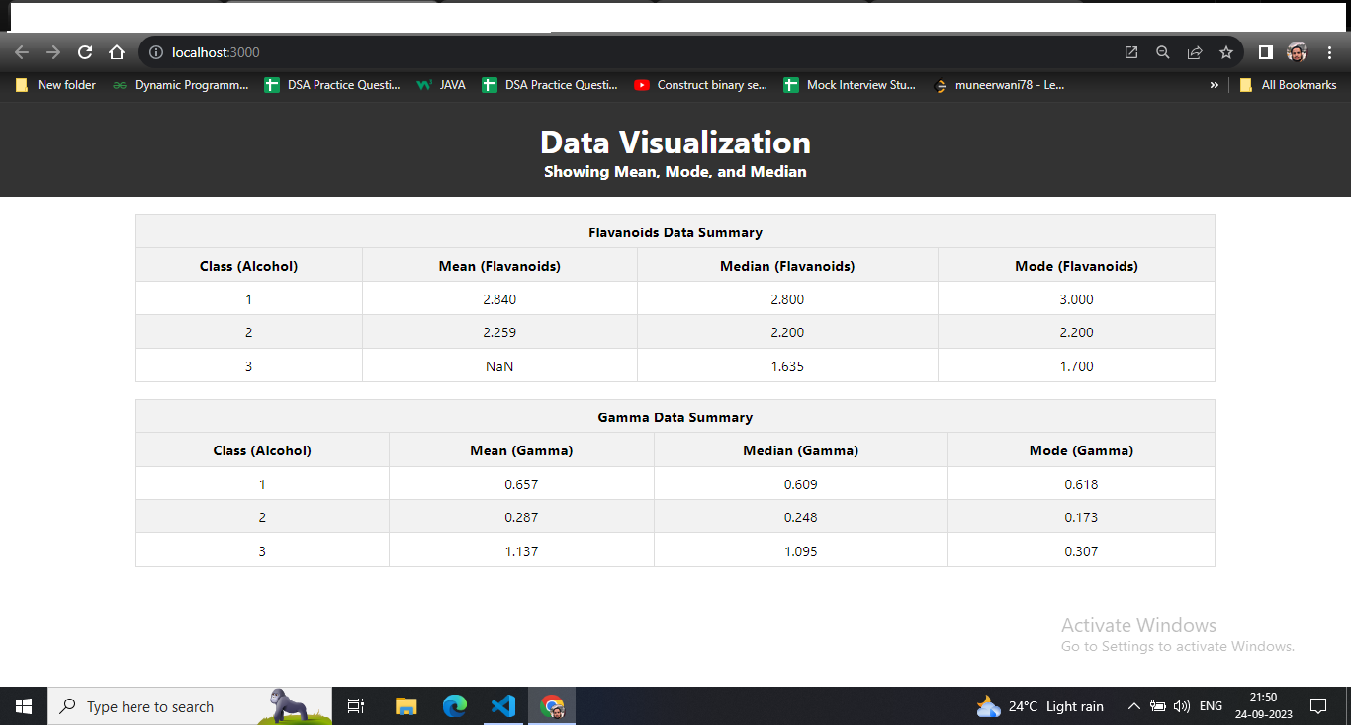 localhost:3000
New folder Dynamic Programm... DSA Practice Questi... JAVA DSA Practice Questi... Construct binary se... Mock Interview Stu... muneerwani78 - Le... » All Bookmarks
Data Visualization
Showing Mean, Mode, and Median
Flavanoids Data Summary
Class (Alcohol) Mean (Flavanoids) Median (Flavanoids) Mode (Flavanoids)
1 2.840 2.800 3.000
2 2.259 2.200 2.200
3 NaN 1.635 1.700
Gamma Data Summary
Class (Alcohol) Mean (Gamma) Median (Gamma) Mode (Gamma)
1 0.657 0.609 0.618
2 0.287 0.248 0.173
3 1.137 1.095 0.307
Activate Windows
Go to Settings to activate Windows.
Type here to search 24°C Light rain ENG 21:50
24-09-2023